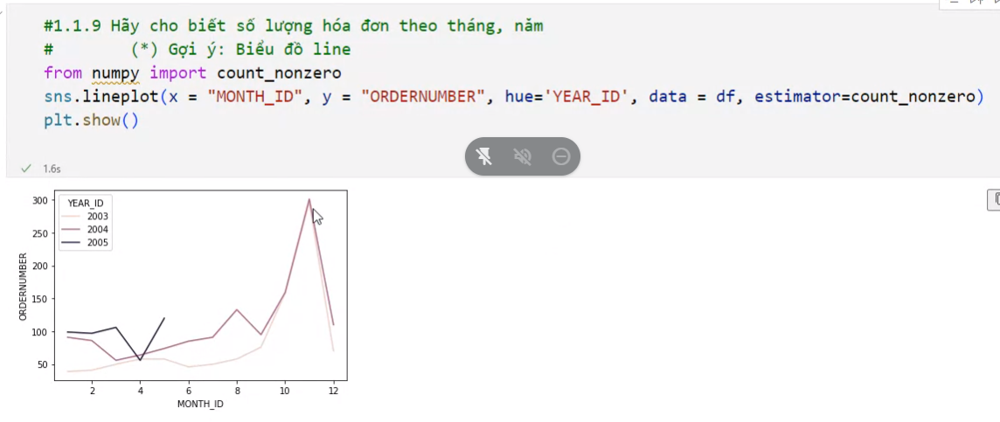 #1.1.9 Hãy cho biết số lượng hóa đơn theo tháng, năm
#        (*) Gợi ý: Biểu đồ line
from numpy import count_nonzero
sns.lineplot(x = "MONTH_ID", y = "ORDERNUMBER", hue='YEAR_ID', data = df, estimator=count_nonzero)
plt.show()
1.6s
YEAR_ID
2003
2004
2005
300
250
200
150
100
50
ORDERNUMBER
2 4 6 8 10 12
MONTH_ID